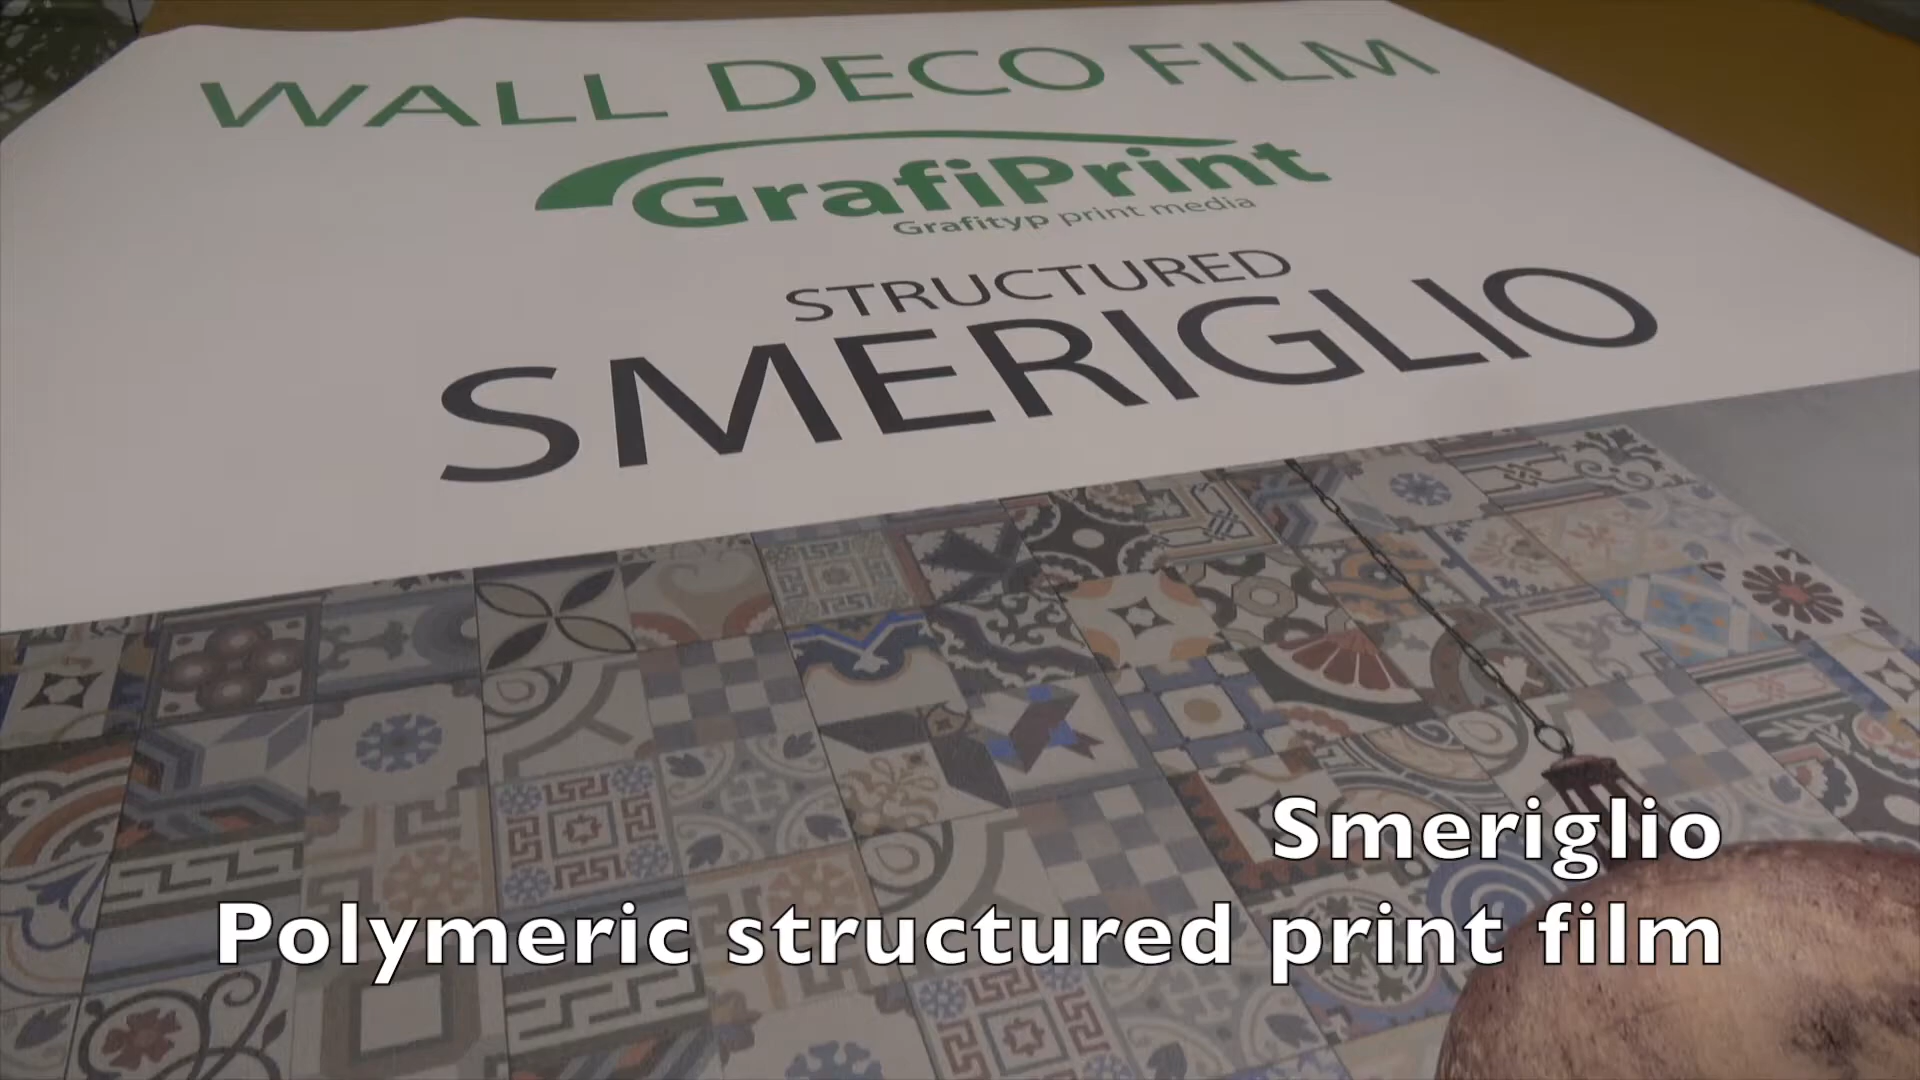 WALL DECO FILM
GrafiPrint
Grafityp print media
STRUCTURED
SMERIGLIO
Smeriglio
Polymeric structured print film